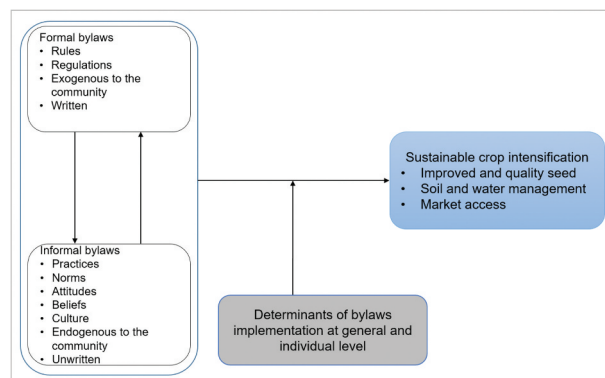 Formal bylaws
• Rules
• Regulations
• Exogenous to the
community
• Written
Sustainable crop intensification
• Improved and quality seed
• Soil and water management
• Market access
Informal bylaws
• Practices
• Norms
• Attitudes
• Beliefs
• Culture
• Endogenous to the
community
• Unwritten
Determinants of bylaws
implementation at general and
individual level